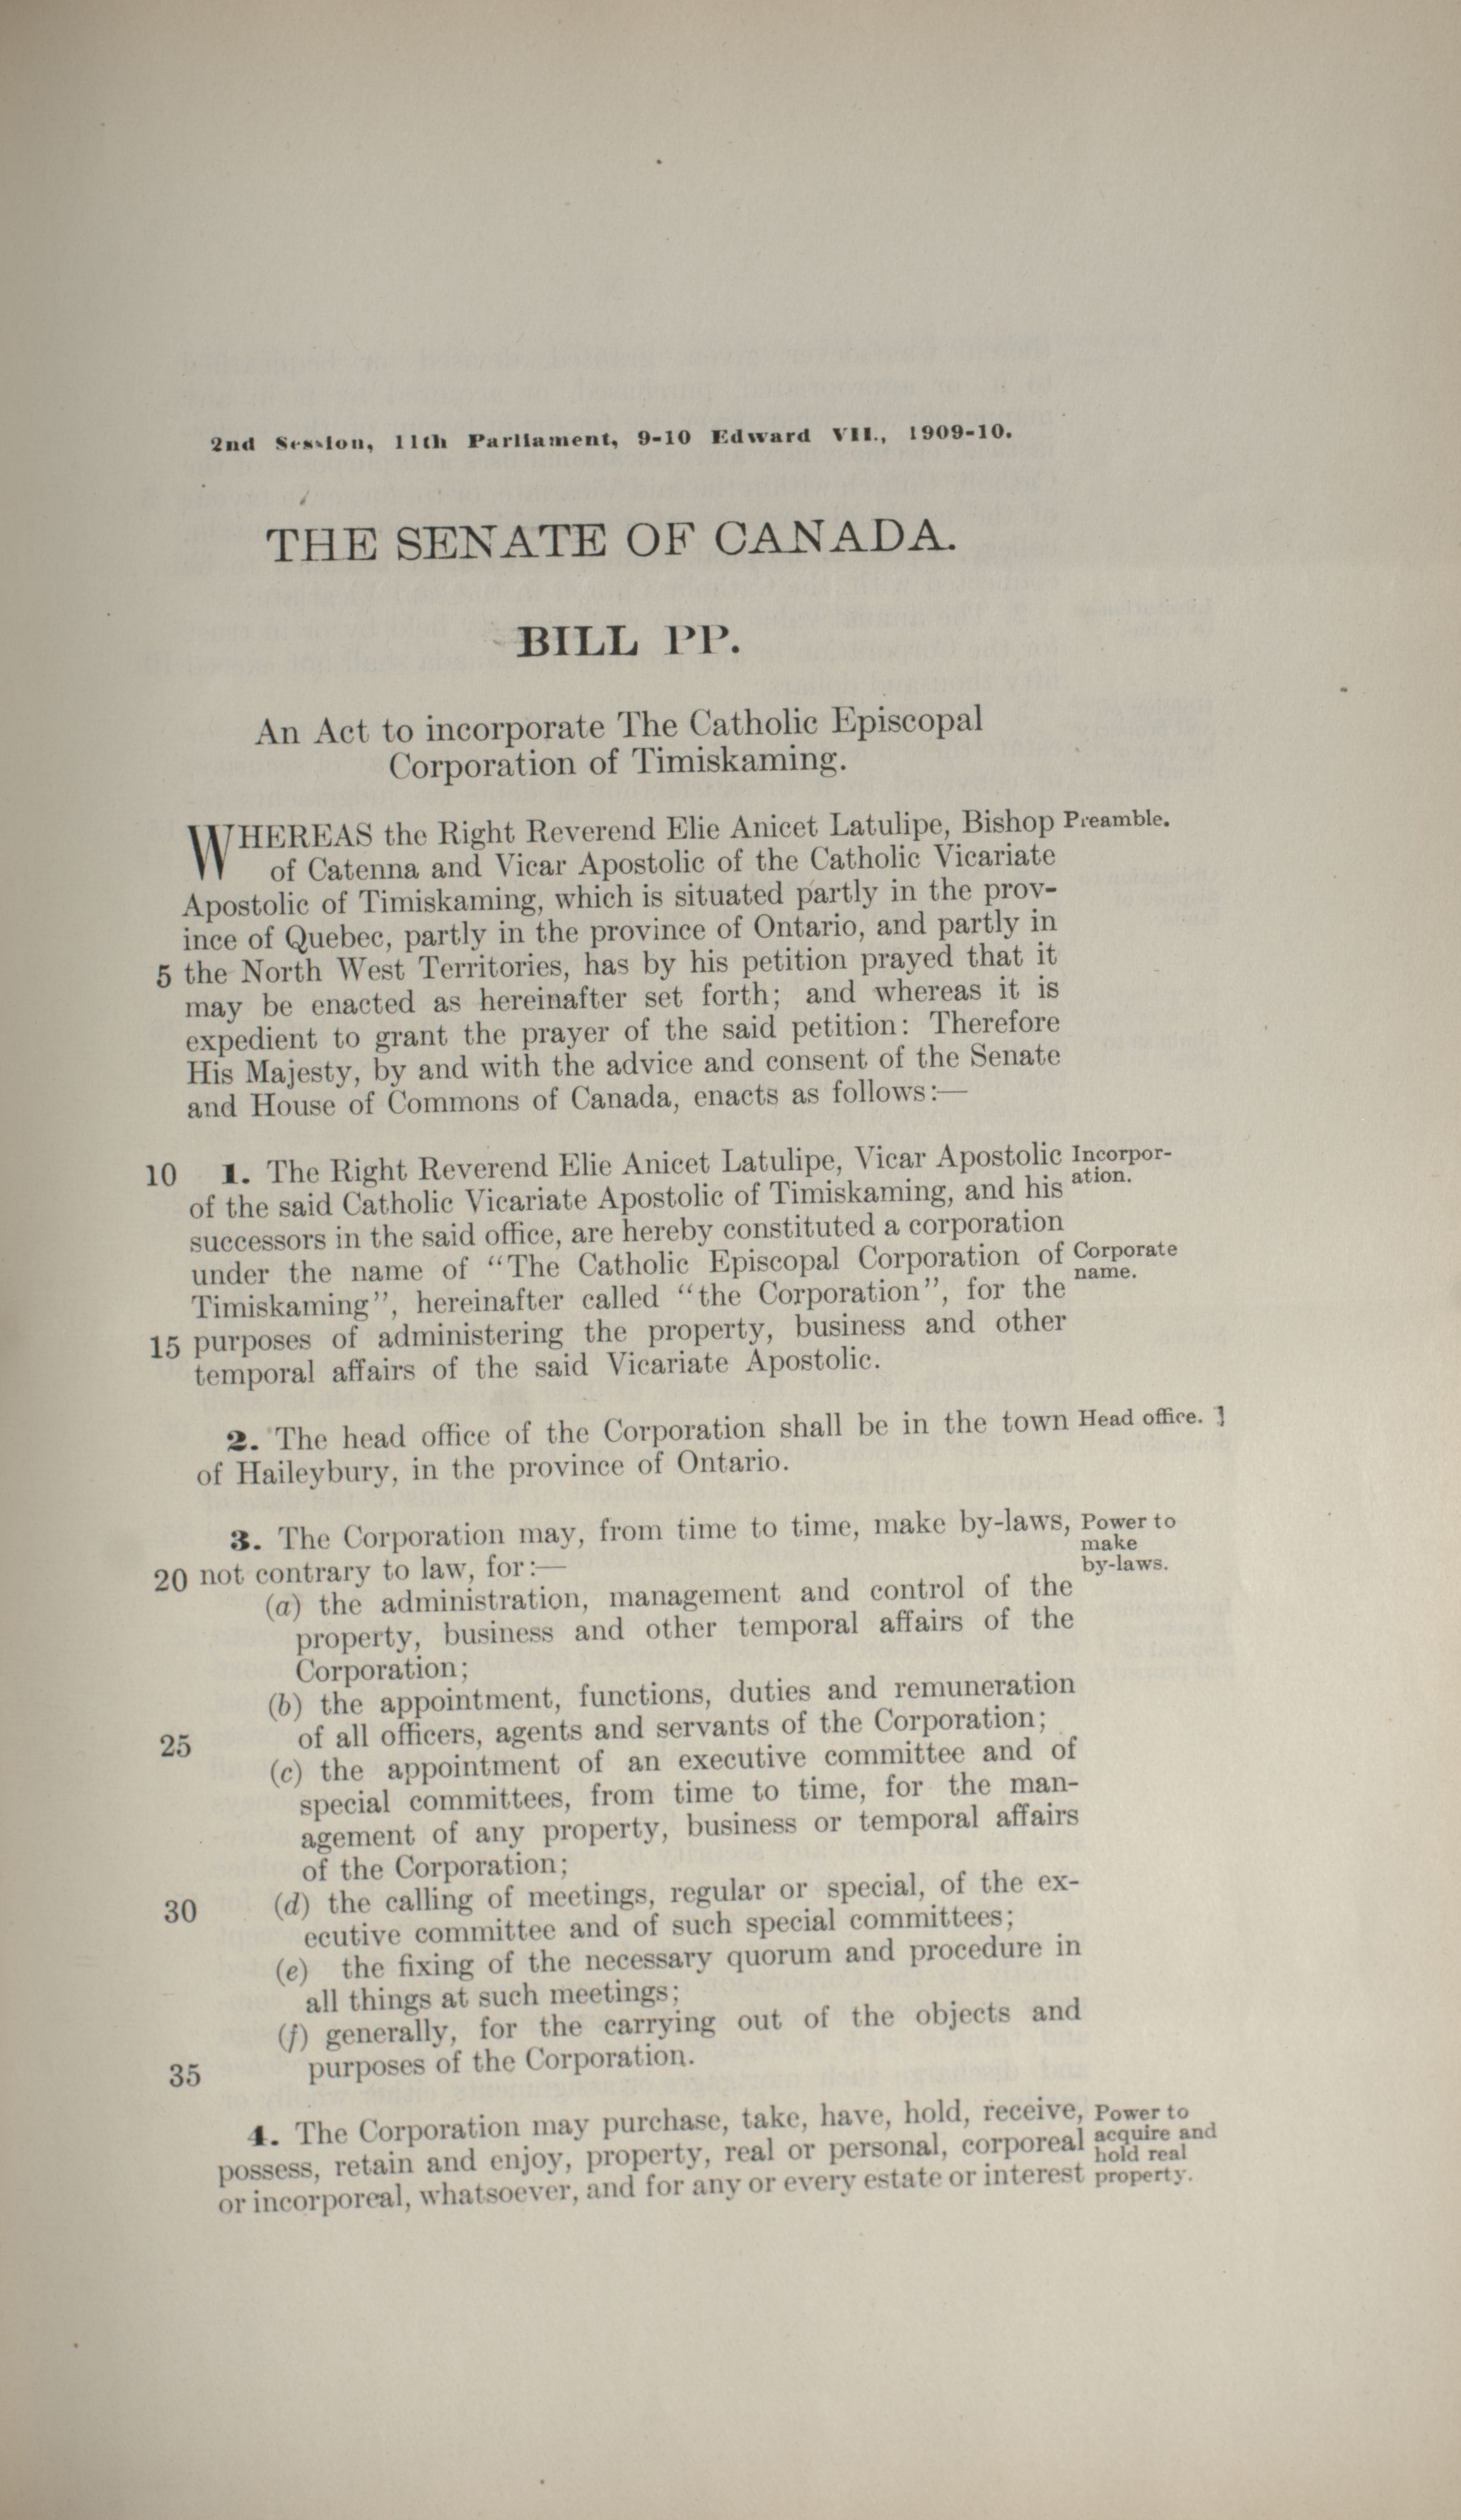 2nd Session, 11th Parliament, 9-10 Edward VII., 1909-10.
THE SENATE OF CANADA.
BILL PP.
An Act to incorporate The Catholic Episcopal
Corporation of Timiskaming.
WHEREAS the Right Reverend Elie Anicet Latulipe, Bishop Preamble.
of Catenna and Vicar Apostolic of the Catholic Vicariate
Apostolic of Timiskaming, which is situated partly in the prov-
ince of Quebec, partly in the province of Ontario, and partly in
5 the North West Territories, has by his petition prayed that it
may be enacted as hereinafter set forth; and whereas it is
expedient to grant the prayer of the said petition: Therefore
His Majesty, by and with the advice and consent of the Senate
and House of Commons of Canada, enacts as follows:—
10 1. The Right Reverend Elie Anicet Latulipe, Vicar Apostolic Incorpor-
of the said Catholic Vicariate Apostolic of Timiskaming, and his ation.
successors in the said office, are hereby constituted a corporation
under the name of "The Catholic Episcopal Corporation of Corporate
Timiskaming", hereinafter called "the Corporation", for the name.
15 purposes of administering the property, business and other
temporal affairs of the said Vicariate Apostolic.
2. The head office of the Corporation shall be in the town Head office. ]
of Haileybury, in the province of Ontario.
3. The Corporation may, from time to time, make by-laws, Power to
make
20 not contrary to law, for:— by-laws.
(a) the administration, management and control of the
property, business and other temporal affairs of the
Corporation;
(b) the appointment, functions, duties and remuneration
25 of all officers, agents and servants of the Corporation;
(c) the appointment of an executive committee and of
special committees, from time to time, for the man-
agement of any property, business or temporal affairs
of the Corporation;
30 (d) the calling of meetings, regular or special, of the ex-
ecutive committee and of such special committees;
(e) the fixing of the necessary quorum and procedure in
all things at such meetings;
(f) generally, for the carrying out of the objects and
35 purposes of the Corporation.
4. The Corporation may purchase, take, have, hold, receive, Power to
possess, retain and enjoy, property, real or personal, corporeal acquire and
hold real
or incorporeal, whatsoever, and for any or every estate or interest property.